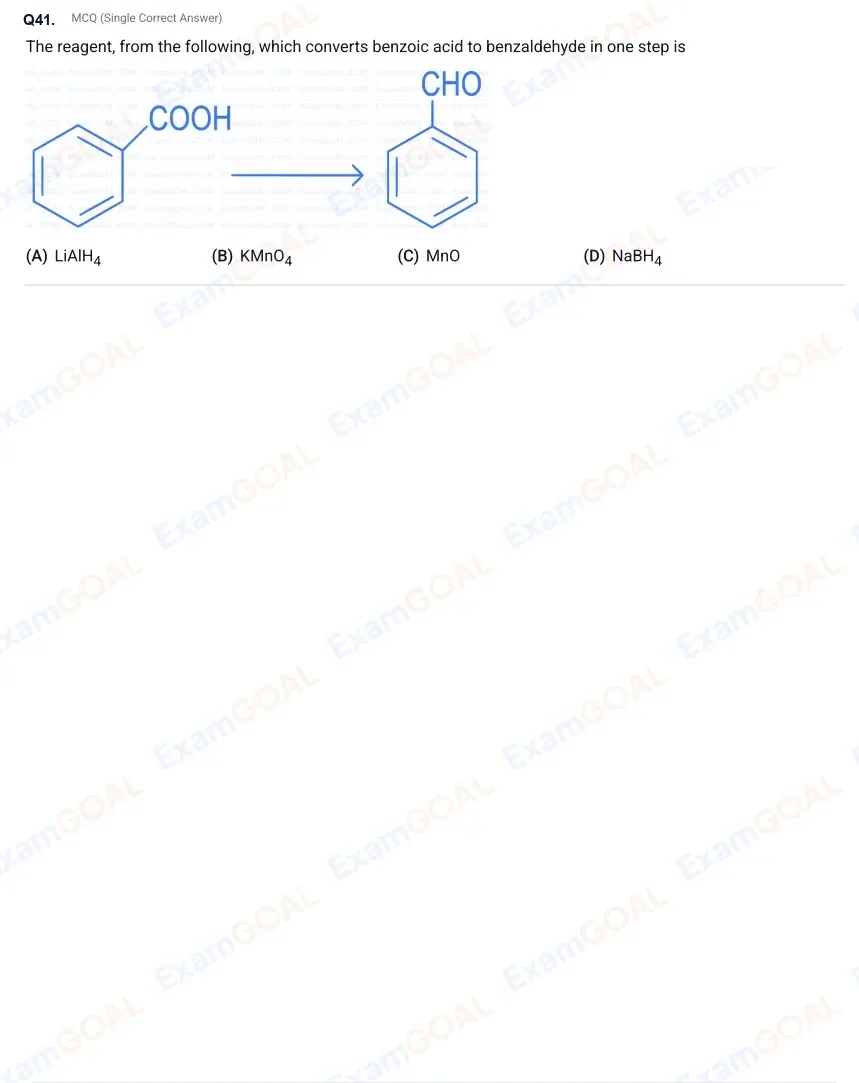 Q41. MCQ (Single Correct Answer)
The reagent, from the following, which converts benzoic acid to benzaldehyde in one step is
CHO
COOH
(A) LiAlH4 (B) KMnO4 (C) MnO (D) NaBH4
ExamGOAL